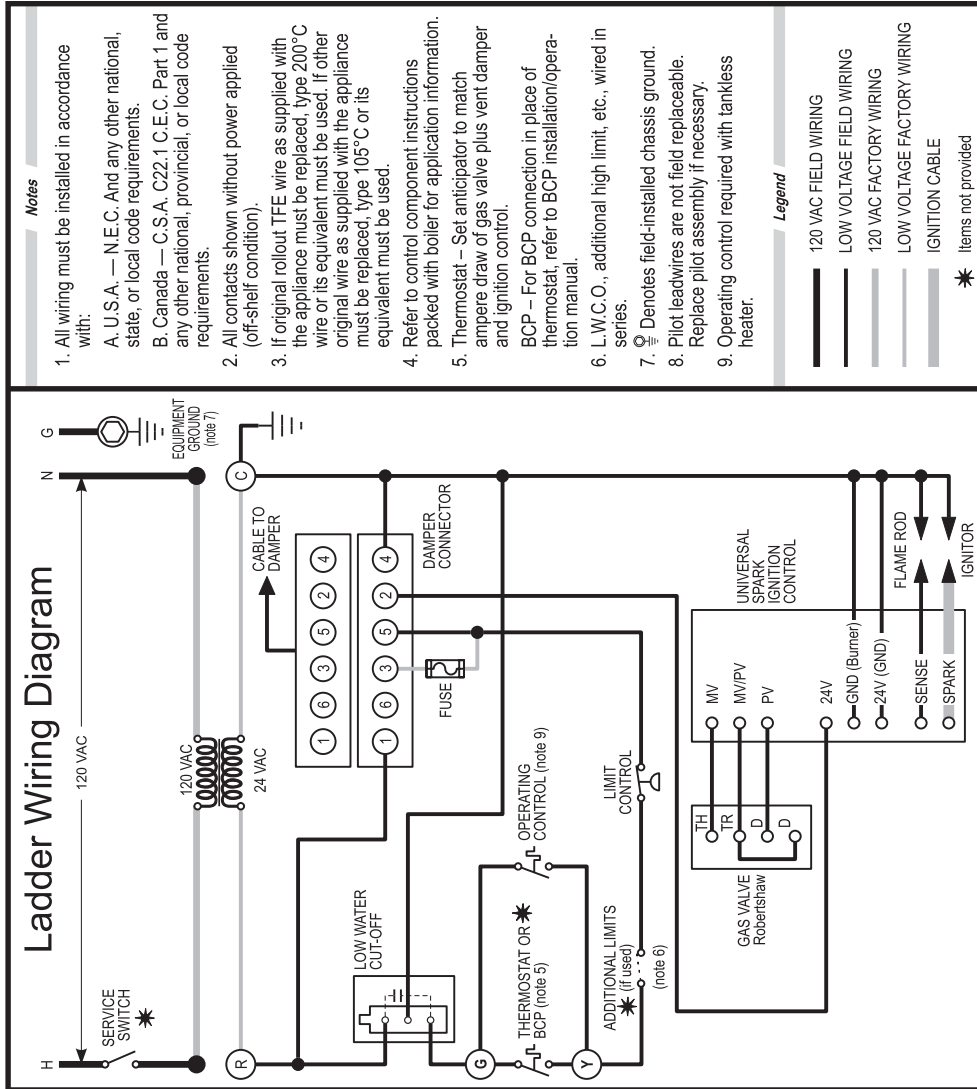 Ladder Wiring Diagram
H
120 VAC
N
G
SERVICE
SWITCH
EQUIPMENT
GROUND
(note 7)
120 VAC
24 VAC
R
C
CABLE TO
DAMPER
1 6 3 5 2 4
1 6 3 5 2 4
DAMPER
CONNECTOR
LOW WATER
CUT-OFF
FUSE
G
THERMOSTAT OR
BCP (note 5)
OPERATING
CONTROL (note 9)
Y
ADDITIONAL LIMITS
(if used)
(note 6)
LIMIT
CONTROL
GAS VALVE
Robertshaw
TH
TR
D
D
UNIVERSAL
SPARK
IGNITION
CONTROL
MV
MV/PV
PV
24V
GND (Burner)
24V (GND)
SENSE
SPARK
FLAME ROD
IGNITOR
Notes
1. All wiring must be installed in accordance
with:
A. U.S.A. — N.E.C. And any other national,
state, or local code requirements.
B. Canada — C.S.A. C22.1 C.E.C. Part 1 and
any other national, provincial, or local code
requirements.
2. All contacts shown without power applied
(off-shelf condition).
3. If original rollout TFE wire as supplied with
the appliance must be replaced, type 200°C
wire or its equivalent must be used. If other
original wire as supplied with the appliance
must be replaced, type 105°C or its
equivalent must be used.
4. Refer to control component instructions
packed with boiler for application information.
5. Thermostat – Set anticipator to match
ampere draw of gas valve plus vent damper
and ignition control.
BCP – For BCP connection in place of
thermostat, refer to BCP installation/opera-
tion manual.
6. L.W.C.O., additional high limit, etc., wired in
series.
7. Denotes field-installed chassis ground.
8. Pilot leadwires are not field replaceable.
Replace pilot assembly if necessary.
9. Operating control required with tankless
heater.
Legend
120 VAC FIELD WIRING
LOW VOLTAGE FIELD WIRING
120 VAC FACTORY WIRING
LOW VOLTAGE FACTORY WIRING
IGNITION CABLE
Items not provided